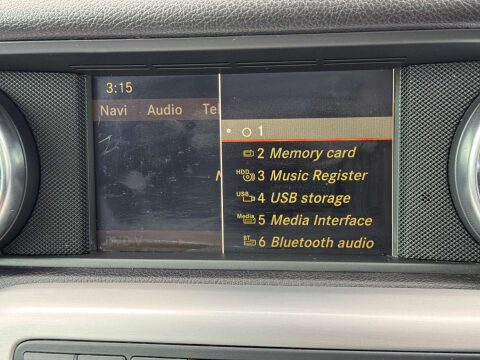 3:15
Navi Audio Te
1
2 Memory card
HDD 3 Music Register
USB 4 USB storage
Media 5 Media Interface
BT 6 Bluetooth audio